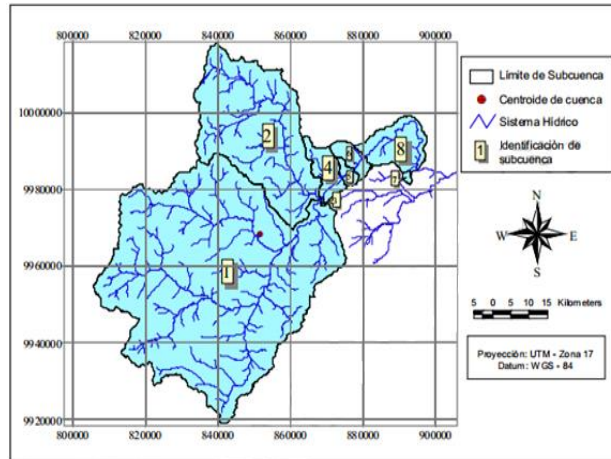 800000 820000 840000 860000 880000 900000
10000000
9980000
9960000
9940000
9920000
800000 820000 840000 860000 880000 900000
2
4
8
1
Límite de Subcuenca
Centroide de cuenca
Sistema Hídrico
1 Identificación de
subcuenca
N
W E
S
5 0 5 10 15 Kilometers
Proyección: UTM - Zona 17
Datum: WGS - 84